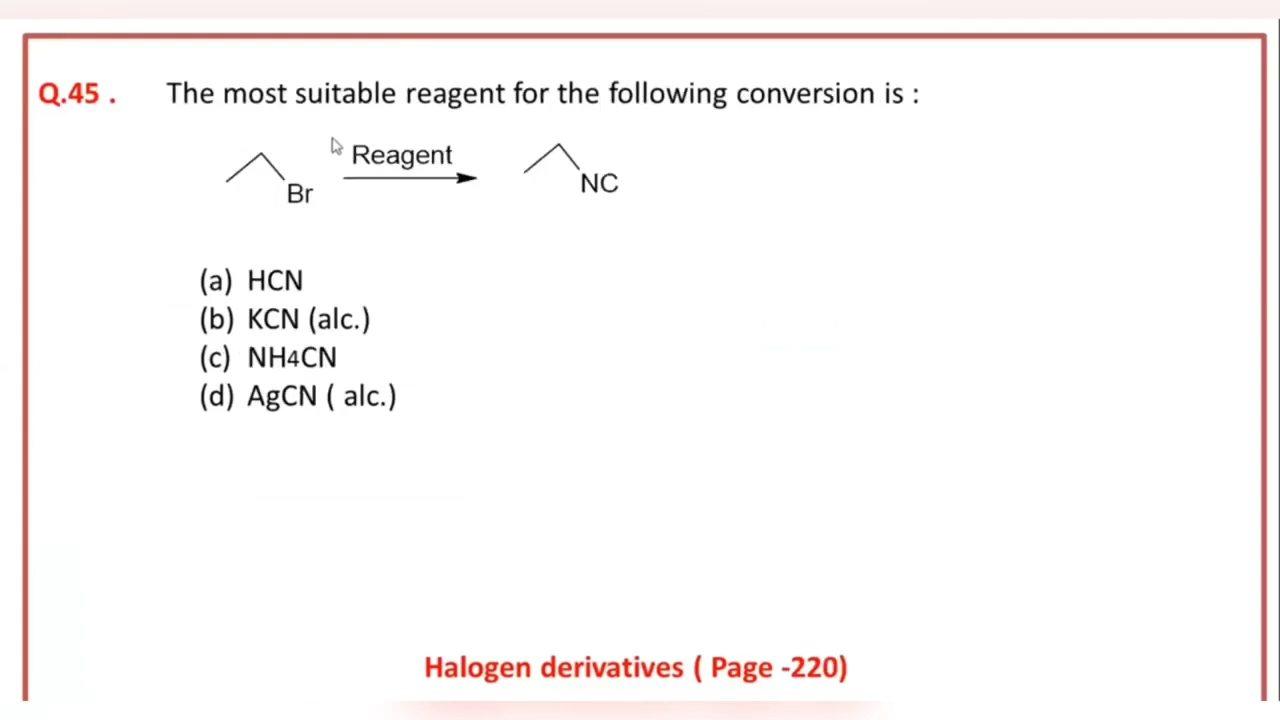 Q.45 . The most suitable reagent for the following conversion is :
Reagent
Br
NC
(a) HCN
(b) KCN (alc.)
(c) NH4CN
(d) AgCN ( alc.)
Halogen derivatives ( Page -220)